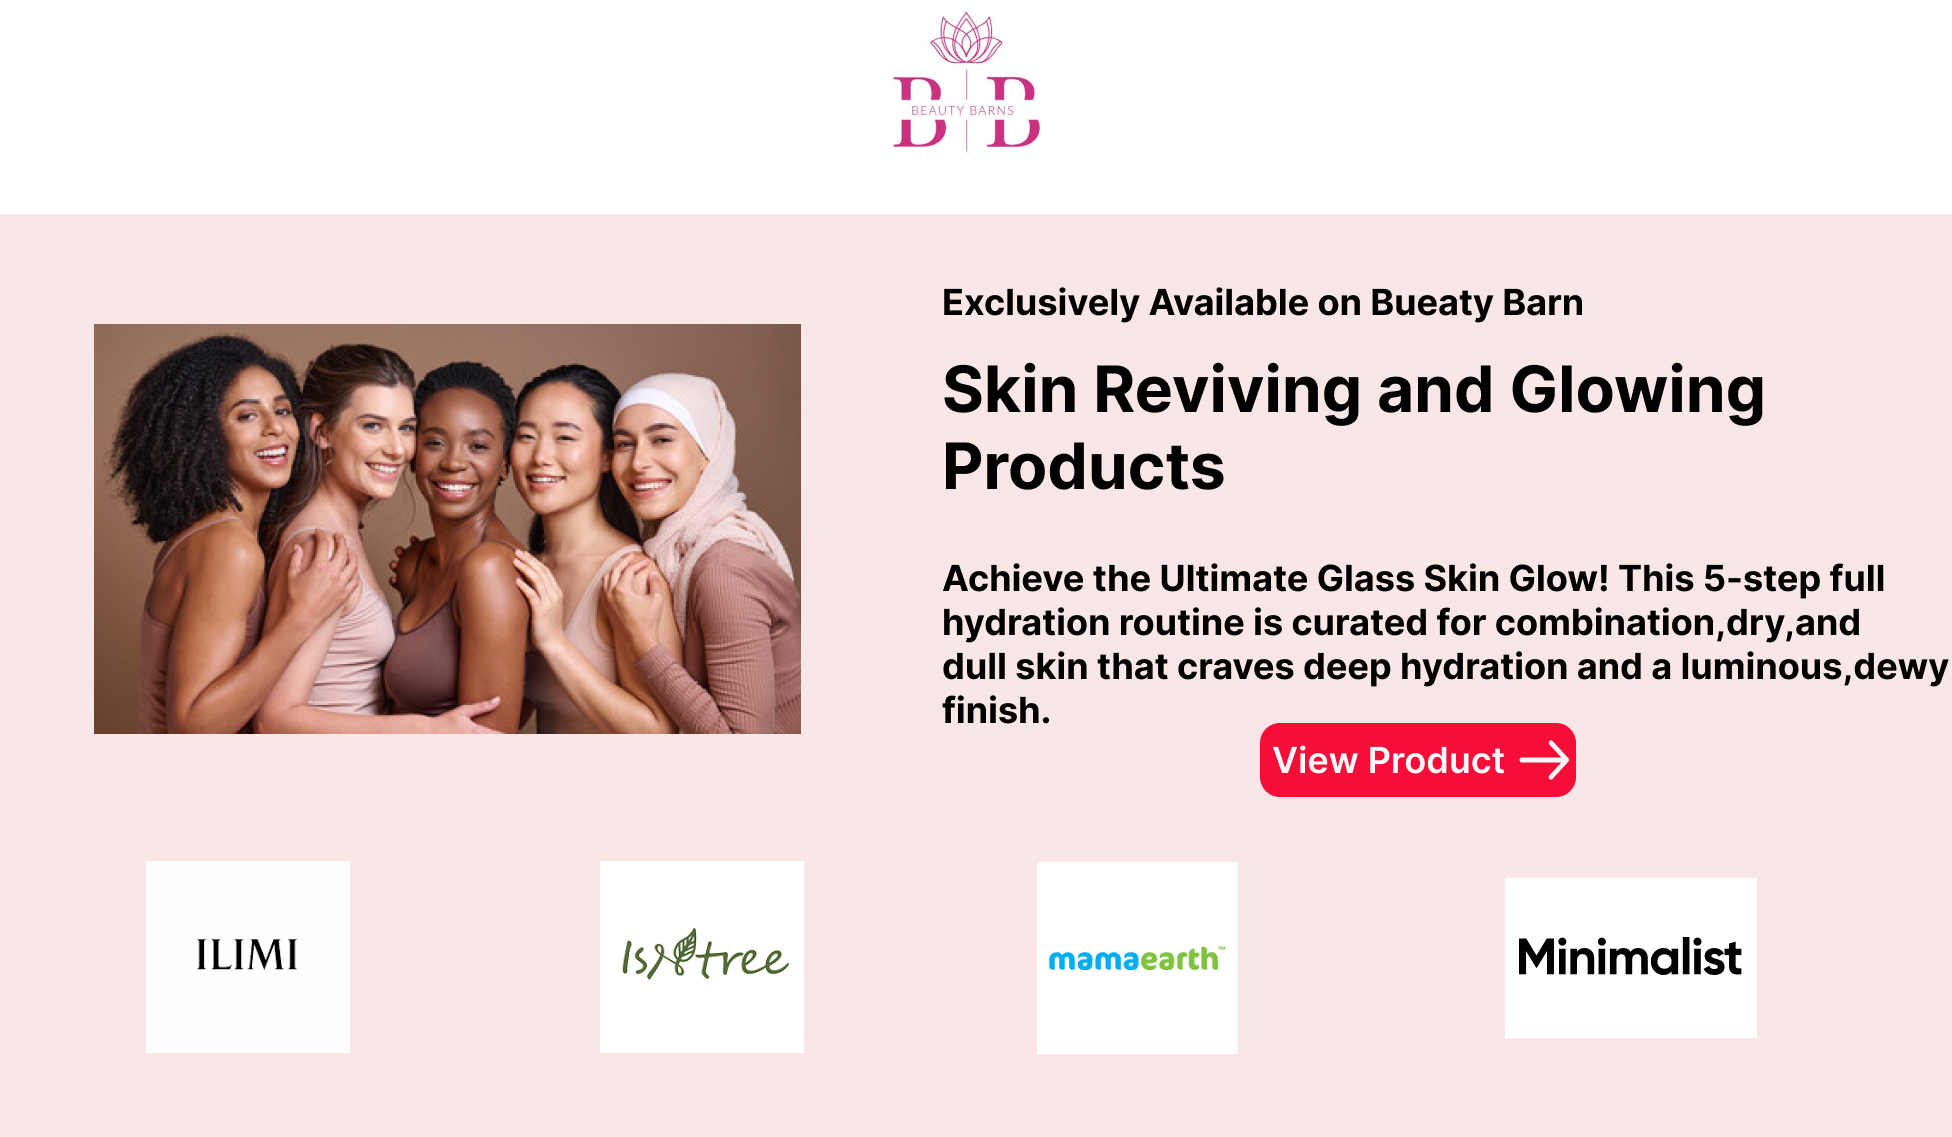 B B
BEAUTY BARNS
Exclusively Available on Bueaty Barn
Skin Reviving and Glowing
Products
Achieve the Ultimate Glass Skin Glow! This 5-step full
hydration routine is curated for combination,dry,and
dull skin that craves deep hydration and a luminous,dewy
finish.
View Product
ILIMI
Isntree
mamaearth™
Minimalist